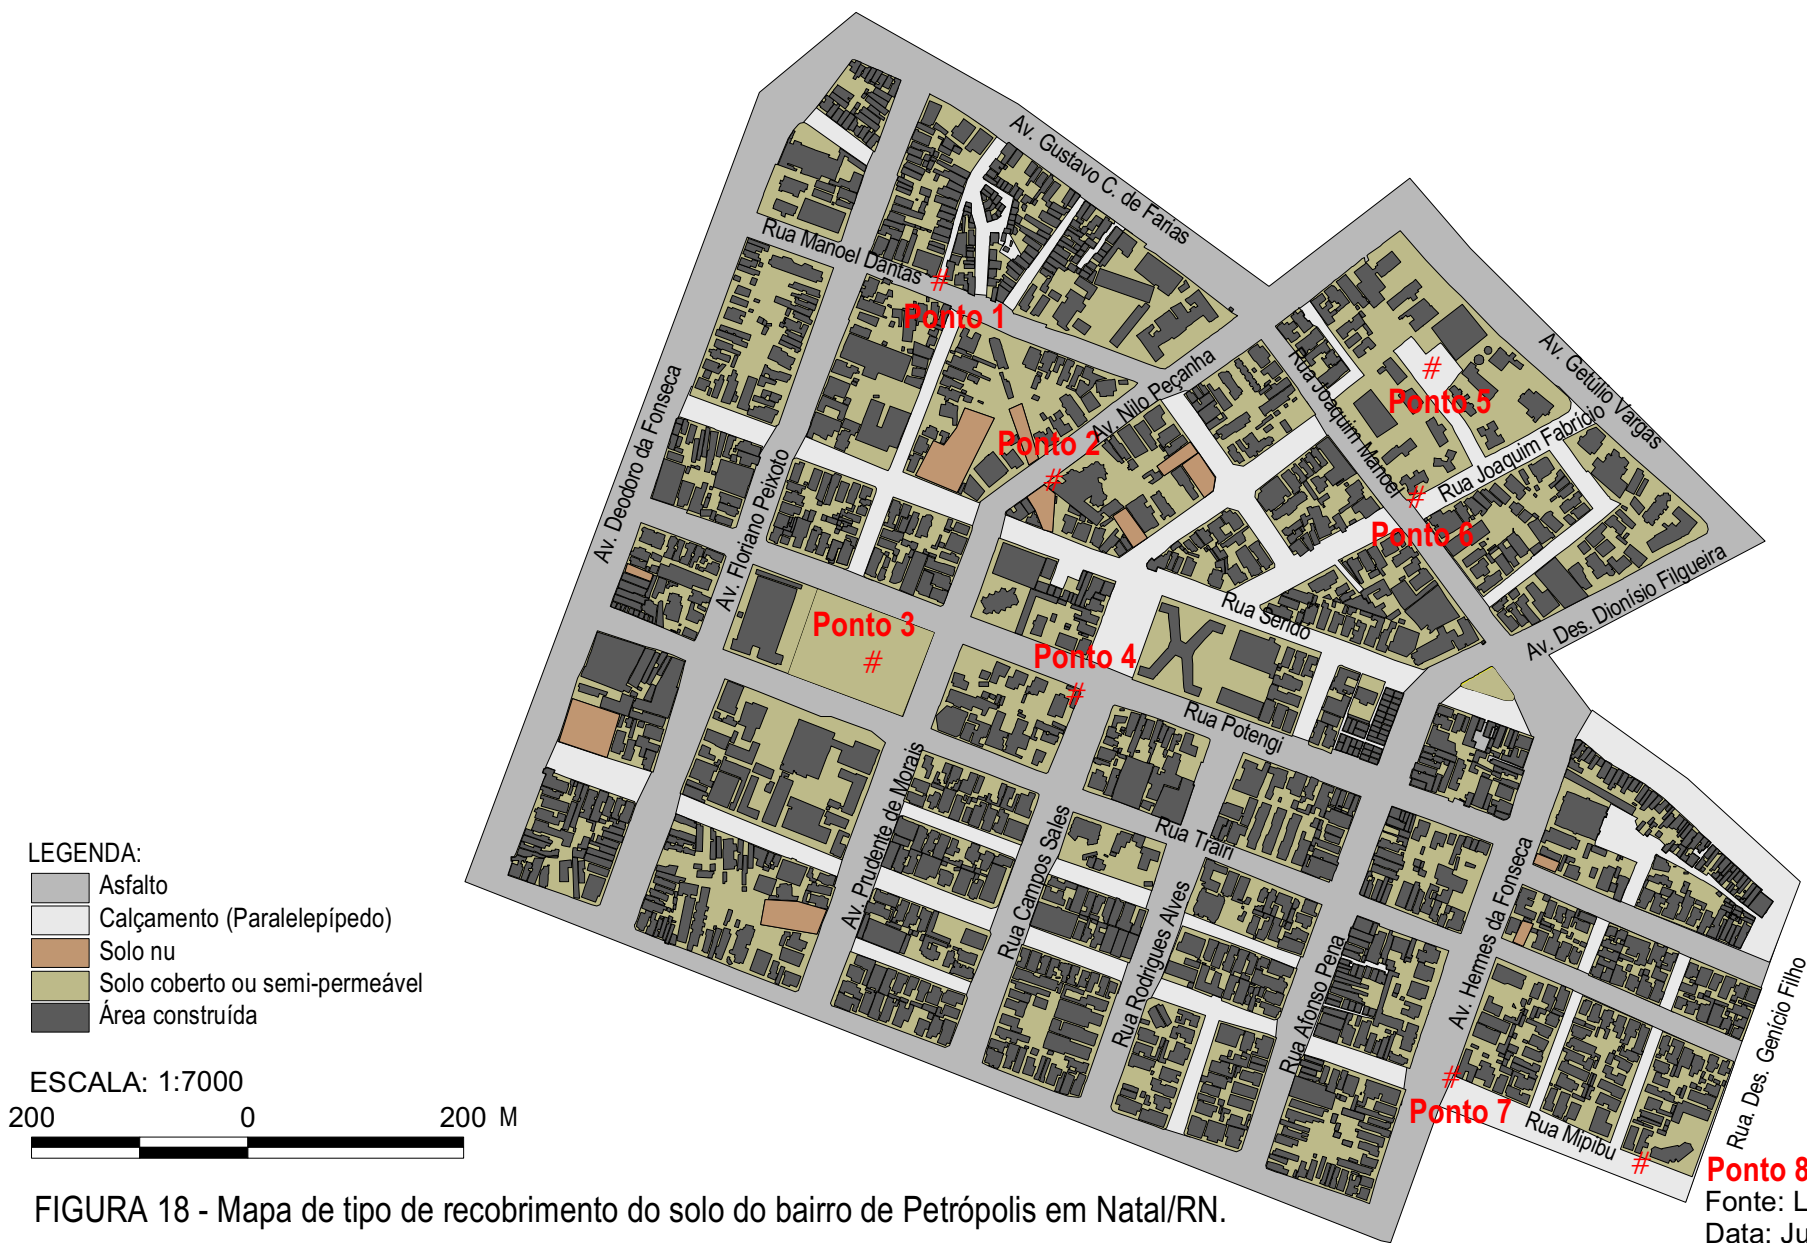 Av. Gustavo C. de Farias
Rua Manoel Dantas
#
Ponto 1
Av. Deodoro da Fonseca
Av. Floriano Peixoto
Av. Nilo Peçanha
Ponto 2
#
Rua Joaquim Manoel
#
Ponto 5
Av. Getúlio Vargas
Rua Joaquim Fabrício
#
Ponto 6
Av. Des. Dionísio Filgueira
Rua Seridó
Ponto 3
#
Ponto 4
#
Rua Potengi
Av. Prudente de Morais
Rua Campos Sales
Rua Trairi
Rua Rodrigues Alves
Rua Afonso Pena
Av. Hermes da Fonseca
#
Ponto 7
Rua Mipibu
#
Rua. Des. Genício Filho
Ponto 8
LEGENDA:
Asfalto
Calçamento (Paralelepípedo)
Solo nu
Solo coberto ou semi-permeável
Área construída
ESCALA: 1:7000
200 0 200 M
FIGURA 18 - Mapa de tipo de recobrimento do solo do bairro de Petrópolis em Natal/RN.
Fonte: L
Data: Ju